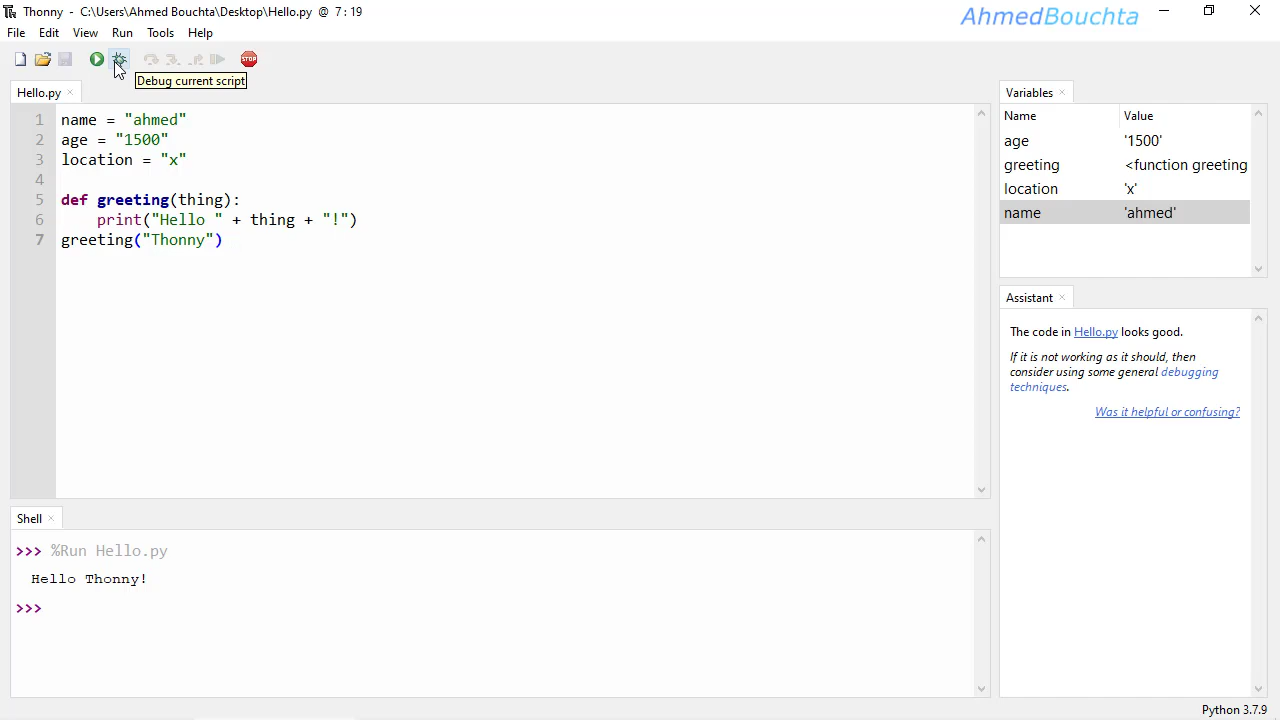 Thonny - C:\Users\Ahmed Bouchta\Desktop\Hello.py @ 7:19
AhmedBouchta
File Edit View Run Tools Help
STOP
Debug current script
Hello.py
1 name = "ahmed"
2 age = "1500"
3 location = "x"
4
5 def greeting(thing):
6 print("Hello " + thing + "!")
7 greeting("Thonny")
Variables
Name Value
age '1500'
greeting <function greeting
location 'x'
name 'ahmed'
Assistant
The code in Hello.py looks good.
If it is not working as it should, then
consider using some general debugging
techniques.
Was it helpful or confusing?
Shell
>>> %Run Hello.py
Hello Thonny!
>>>
Python 3.7.9